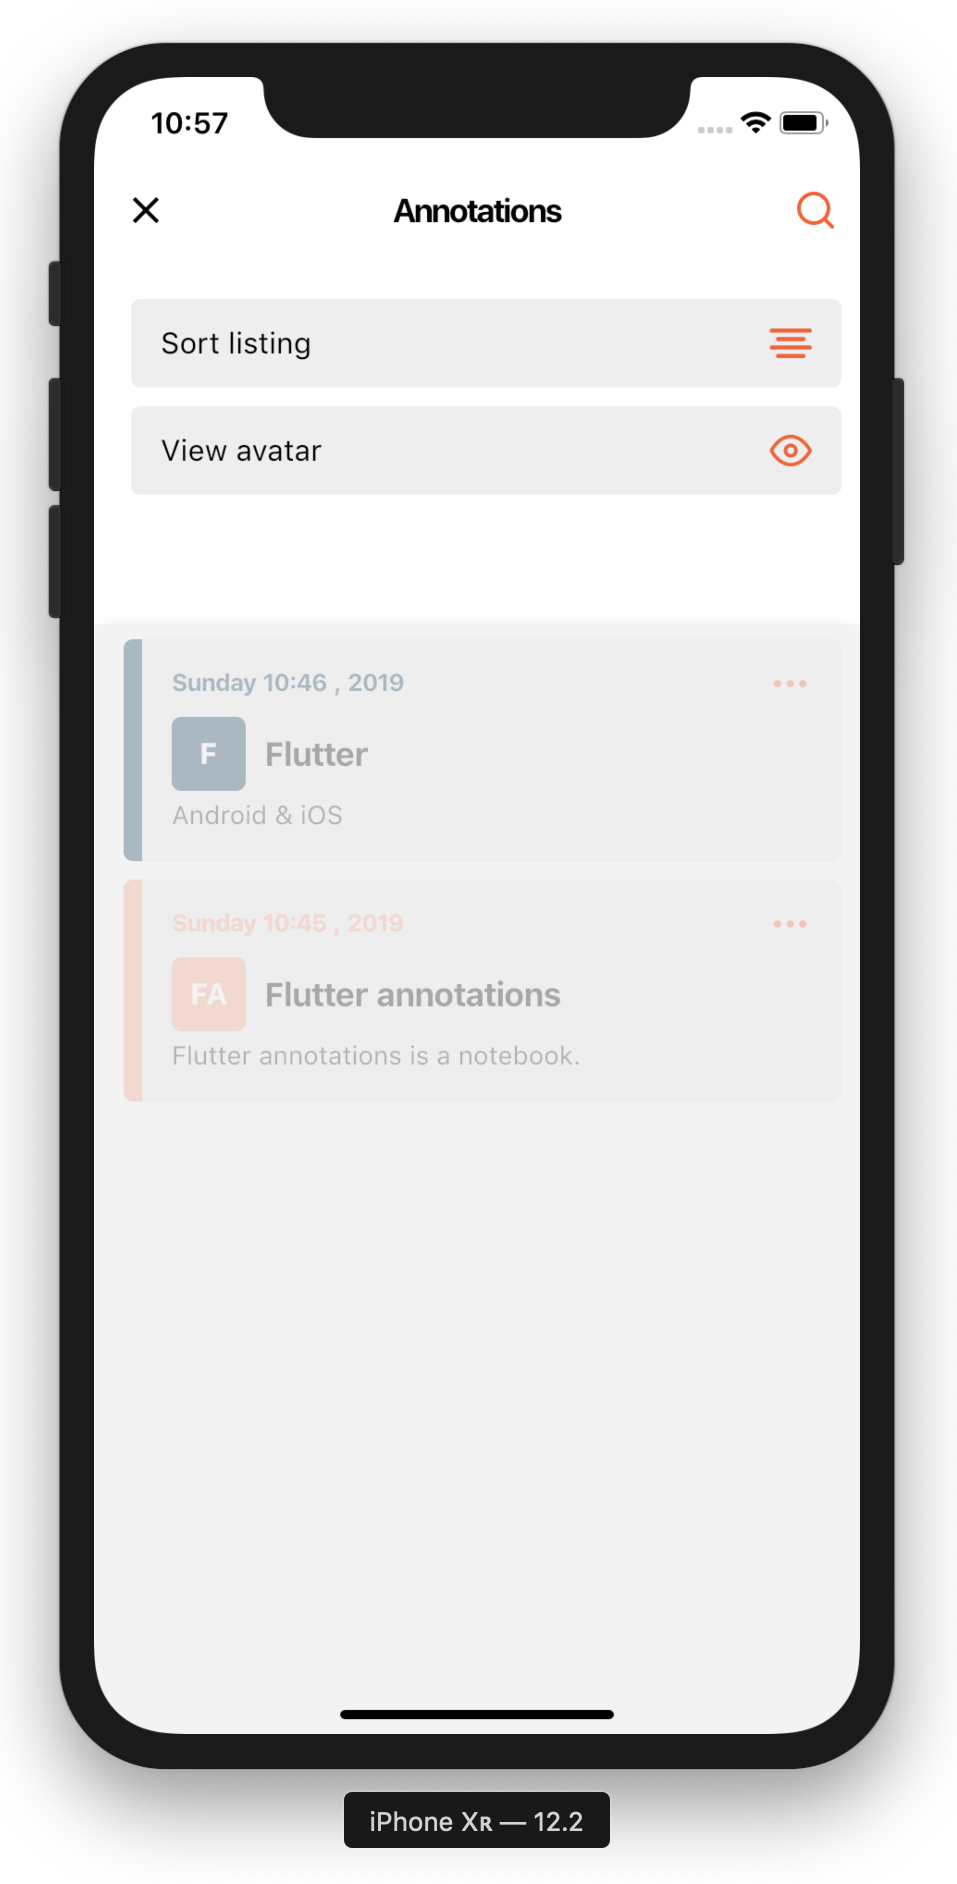 10:57
Annotations
Sort listing
View avatar
Sunday 10:46 , 2019
F Flutter
Android & iOS
Sunday 10:45 , 2019
FA Flutter annotations
Flutter annotations is a notebook.
iPhone Xʀ — 12.2